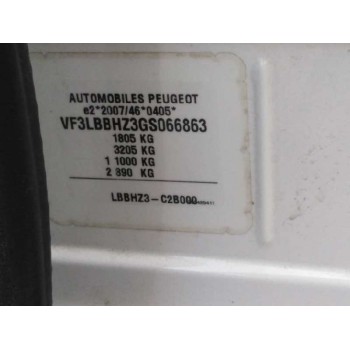 AUTOMOBILES PEUGEOT
e2*2007/46*0405*
VF3LBBHZ3GS066863
1805 KG
3205 KG
1 1000 KG
2 890 KG
LBBHZ3-C2B000